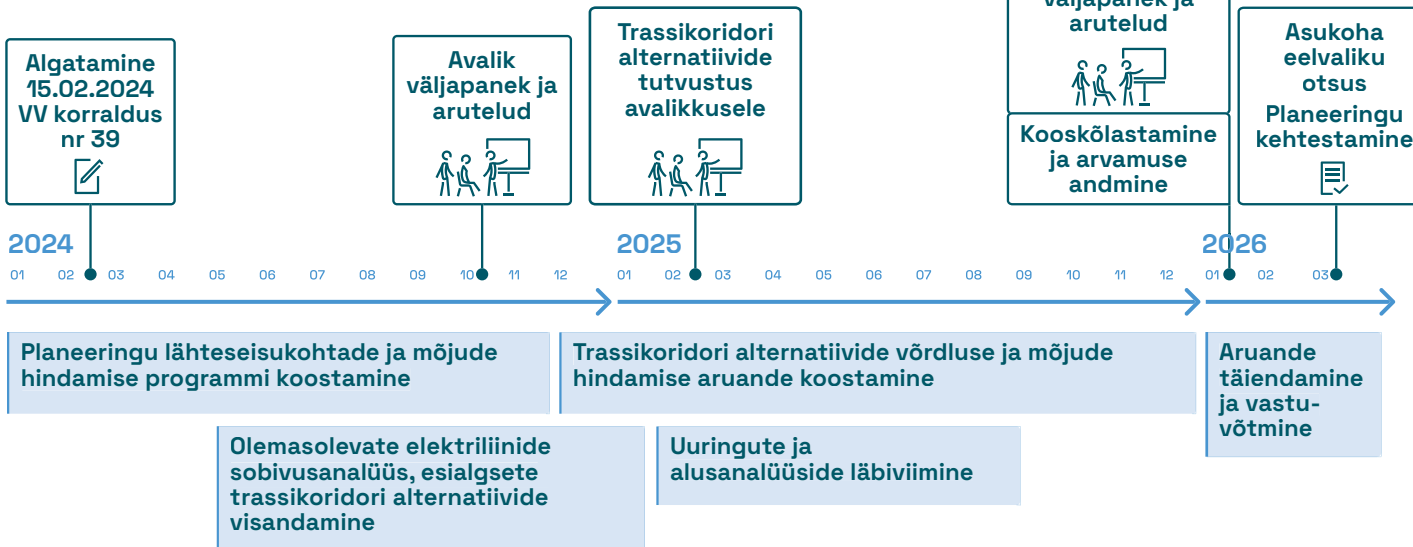 Algatamine
15.02.2024
VV korraldus
nr 39
Avalik
väljapanek ja
arutelud
Trassikoridori
alternatiivide
tutvustus
avalikkusele
väljapanek ja
arutelud
Kooskõlastamine
ja arvamuse
andmine
Asukoha
eelvaliku
otsus
Planeeringu
kehtestamine
2024
01 02 03 04 05 06 07 08 09 10 11 12
2025
01 02 03 04 05 06 07 08 09 10 11 12
2026
01 02 03
Planeeringu lähteseisukohtade ja mõjude
hindamise programmi koostamine
Trassikoridori alternatiivide võrdluse ja mõjude
hindamise aruande koostamine
Aruande
täiendamine
ja vastu-
võtmine
Olemasolevate elektriliinide
sobivusanalüüs, esialgsete
trassikoridori alternatiivide
visandamine
Uuringute ja
alusanalüüside läbiviimine